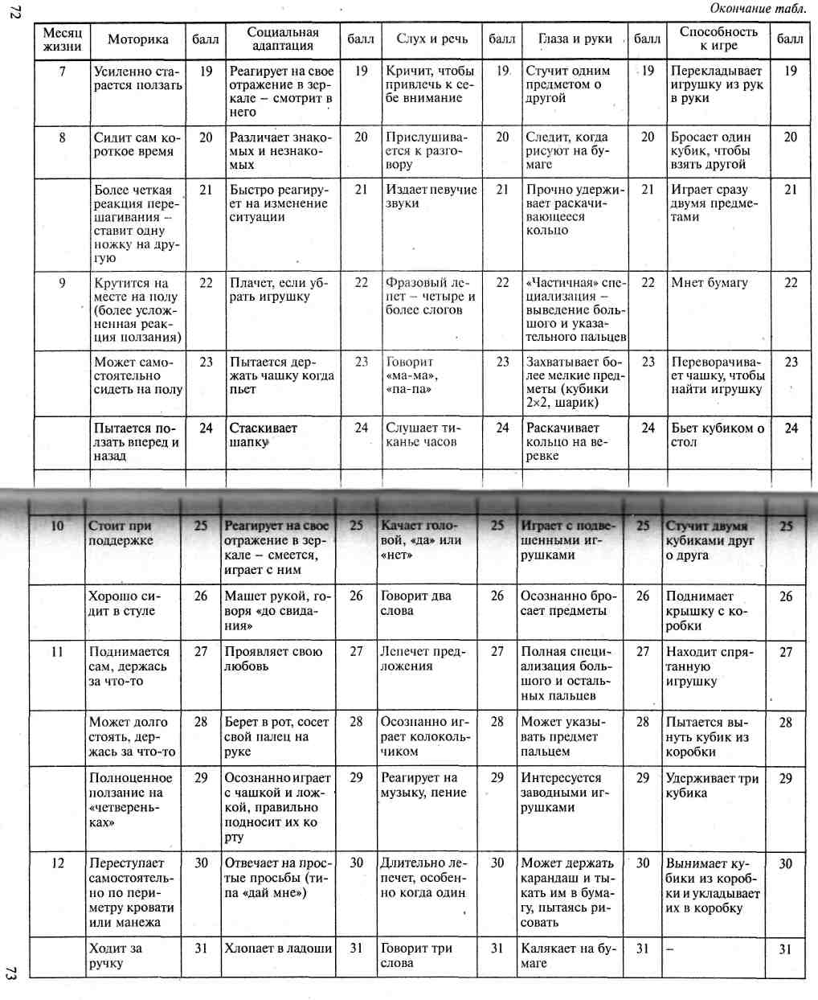 72
Окончание табл.
Месяц жизни | Моторика | балл | Социальная адаптация | балл | Слух и речь | балл | Глаза и руки | балл | Способность к игре | балл
7 | Усиленно ста-рается ползать | 19 | Реагирует на свое отражение в зер-кале – смотрит в него | 19 | Кричит, чтобы привлечь к се-бе внимание | 19 | Стучит одним предметом о другой | 19 | Перекладывает игрушку из рук в руки | 19
8 | Сидит сам ко-роткое время | 20 | Различает знако-мых и незнако-мых | 20 | Прислушива-ется к разго-вору | 20 | Следит, когда рисуют на бу-маге | 20 | Бросает один кубик, чтобы взять другой | 20
Более четкая реакция пере-шагивания – ставит одну ножку на дру-гую | 21 | Быстро реагиру-ет на изменение ситуации | 21 | Издает певучие звуки | 21 | Прочно удержи-вает раскачи-вающееся кольцо | 21 | Играет сразу двумя предме-тами | 21
9 | Крутится на месте на полу (более услож-ненная реак-ция ползания) | 22 | Плачет, если уб-рать игрушку | 22 | Фразовый ле-пет – четыре и более слогов | 22 | «Частичная» спе-циализация – выведение боль-шого и указа-тельного пальцев | 22 | Мнет бумагу | 22
Может само-стоятельно сидеть на полу | 23 | Пытается дер-жать чашку когда пьет | 23 | Говорит «ма-ма», «па-па» | 23 | Захватывает бо-лее мелкие пред-меты (кубики 2×2, шарик) | 23 | Переворачива-ет чашку, чтобы найти игрушку | 23
Пытается по-лзать вперед и назад | 24 | Стаскивает шапку | 24 | Слушает ти-канье часов | 24 | Раскачивает кольцо на ве-ревке | 24 | Бьет кубиком о стол | 24
10 | Стоит при поддержке | 25 | Реагирует на свое отражение в зер-кале – смеется, играет с ним | 25 | Качает голо-вой, «да» или «нет» | 25 | Играет с подве-шенными иг-рушками | 25 | Стучит двумя кубиками друг о друга | 25
Хорошо си-дит в стуле | 26 | Машет рукой, го-воря «до свида-ния» | 26 | Говорит два слова | 26 | Осознанно бро-сает предметы | 26 | Поднимает крышку с ко-робки | 26
11 | Поднимается сам, держась за что-то | 27 | Проявляет свою любовь | 27 | Лепечет пред-ложения | 27 | Полная специ-ализация боль-шого и осталь-ных пальцев | 27 | Находит спря-танную игрушку | 27
Может долго стоять, дер-жась за что-то | 28 | Берет в рот, сосет свой палец на руке | 28 | Осознанно иг-рает колоколь-чиком | 28 | Может указы-вать предмет пальцем | 28 | Пытается вы-нуть кубик из коробки | 28
Полноценное ползание на «четверень-ках» | 29 | Осознанно играет с чашкой и лож-кой, правильно подносит их ко рту | 29 | Реагирует на музыку, пение | 29 | Интересуется заводными иг-рушками | 29 | Удерживает три кубика | 29
12 | Переступает самостоятель-но по пери-метру кровати или манежа | 30 | Отвечает на прос-тые просьбы (ти-па «дай мне») | 30 | Длительно ле-печет, особен-но когда один | 30 | Может держать карандаш и ты-кать им в бума-гу, пытаясь ри-совать | 30 | Вынимает ку-бики из короб-ки и укладывает их в коробку | 30
Ходит за ручку | 31 | Хлопает в ладоши | 31 | Говорит три слова | 31 | Калякает на бу-маге | 31 | – | 31
73